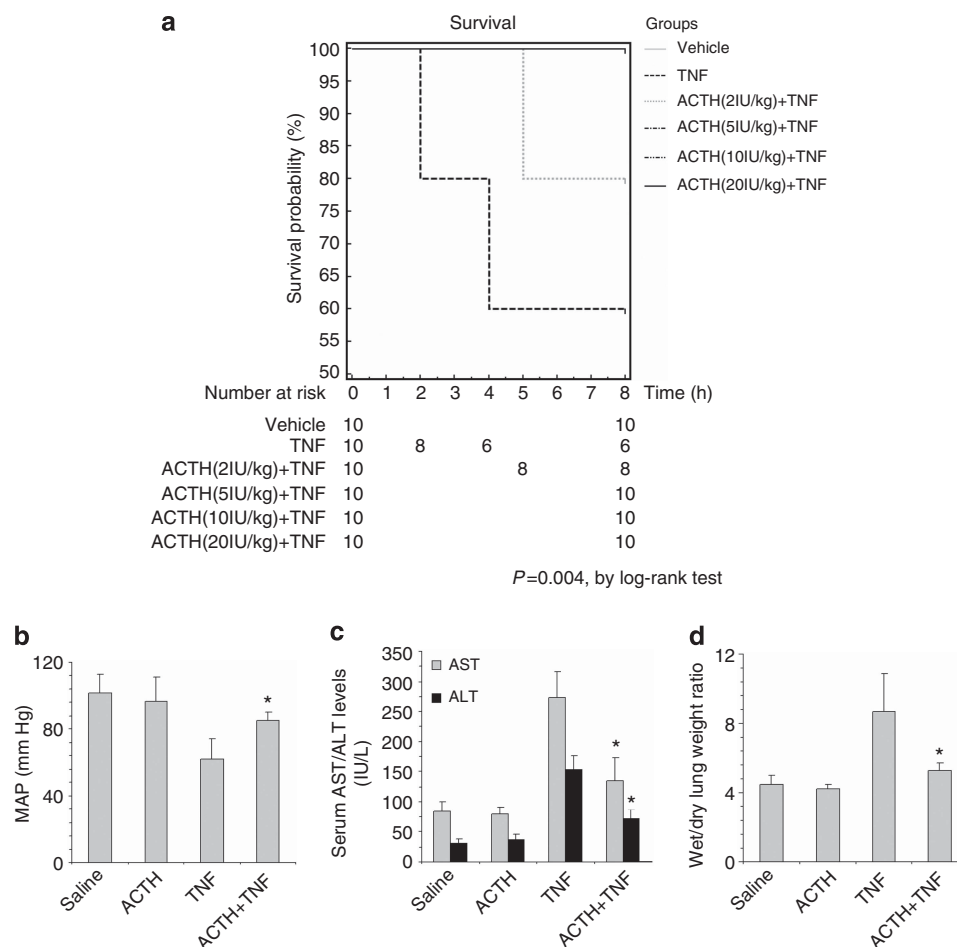 a
Survival
Groups
Vehicle
TNF
ACTH(2IU/kg)+TNF
ACTH(5IU/kg)+TNF
ACTH(10IU/kg)+TNF
ACTH(20IU/kg)+TNF
Survival probability (%)
100
95
90
85
80
75
70
65
60
55
50
Number at risk 0 1 2 3 4 5 6 7 8 Time (h)
Vehicle 10 10
TNF 10 8 6 6
ACTH(2IU/kg)+TNF 10 8 8
ACTH(5IU/kg)+TNF 10 10
ACTH(10IU/kg)+TNF 10 10
ACTH(20IU/kg)+TNF 10 10
P=0.004, by log-rank test
b
MAP (mm Hg)
120
80
40
0
*
Saline ACTH TNF ACTH+TNF
c
Serum AST/ALT levels
(IU/L)
350
300
250
200
150
100
50
0
AST
ALT
*
*
Saline ACTH TNF ACTH+TNF
d
Wet/dry lung weight ratio
12
8
4
0
*
Saline ACTH TNF ACTH+TNF